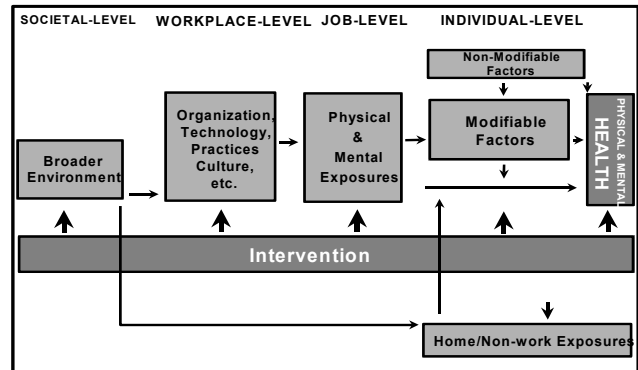 SOCIETAL-LEVEL WORKPLACE-LEVEL JOB-LEVEL INDIVIDUAL-LEVEL
Non-Modifiable
Factors
Organization,
Technology,
Practices
Culture,
etc.
Physical
&
Mental
Exposures
Modifiable
Factors
PHYSICAL & MENTAL
HEALTH
Broader
Environment
Intervention
Home/Non-work Exposures